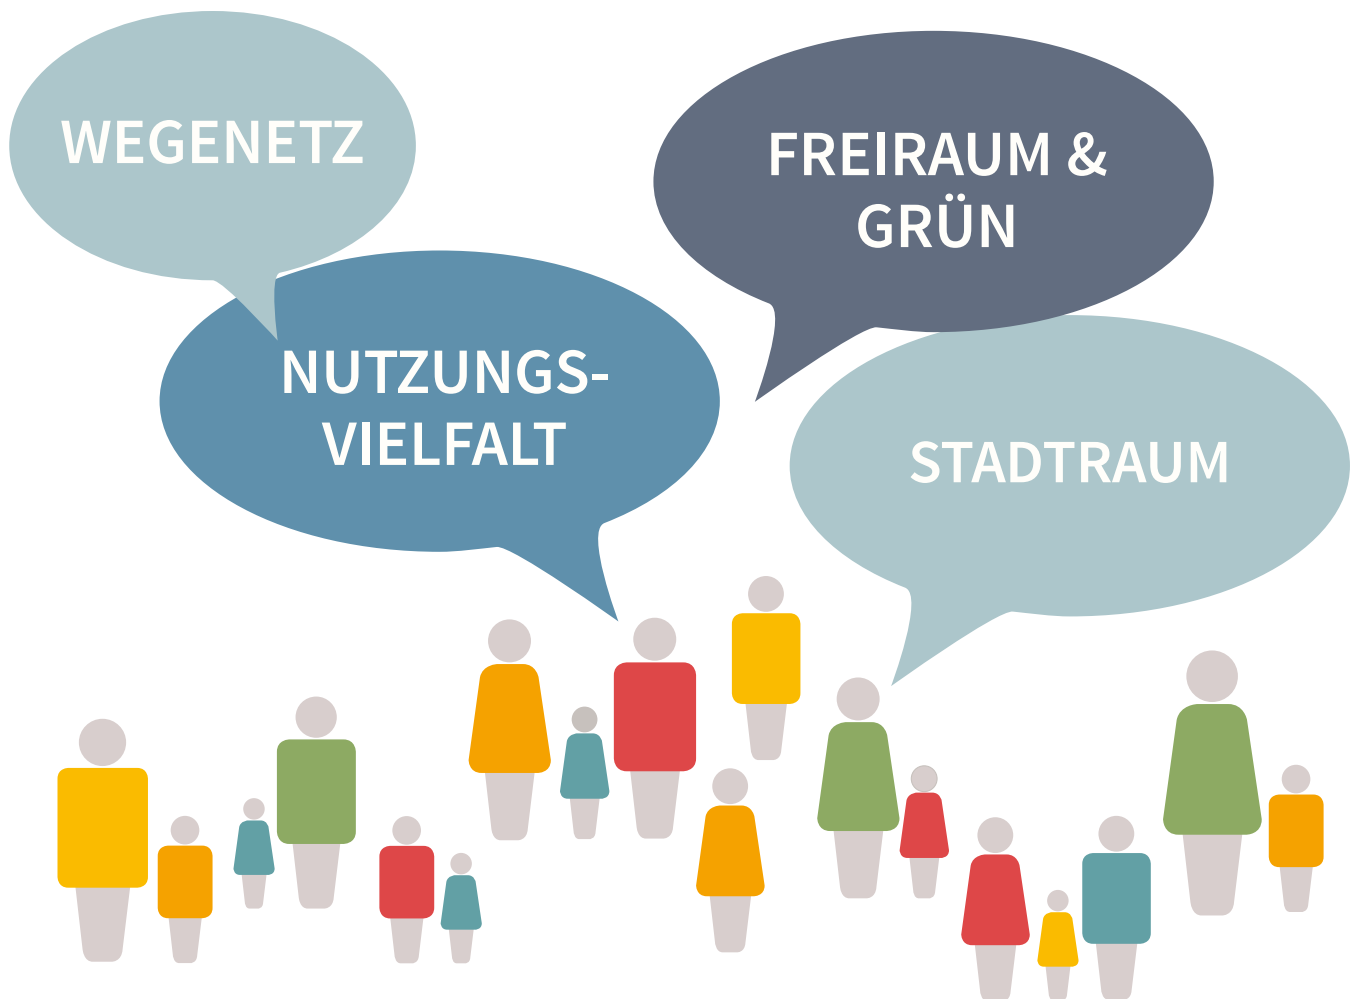 WEGENETZ
FREIRAUM &
GRÜN
NUTZUNGS-
VIELFALT
STADTRAUM